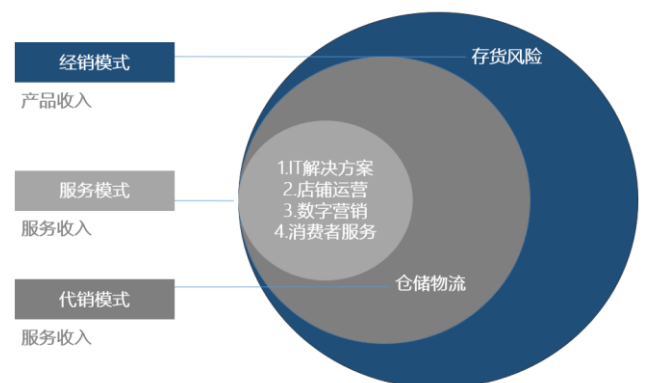 经销模式
产品收入
服务模式
服务收入
代销模式
服务收入
存货风险
1.IT解决方案
2.店铺运营
3.数字营销
4.消费者服务
仓储物流